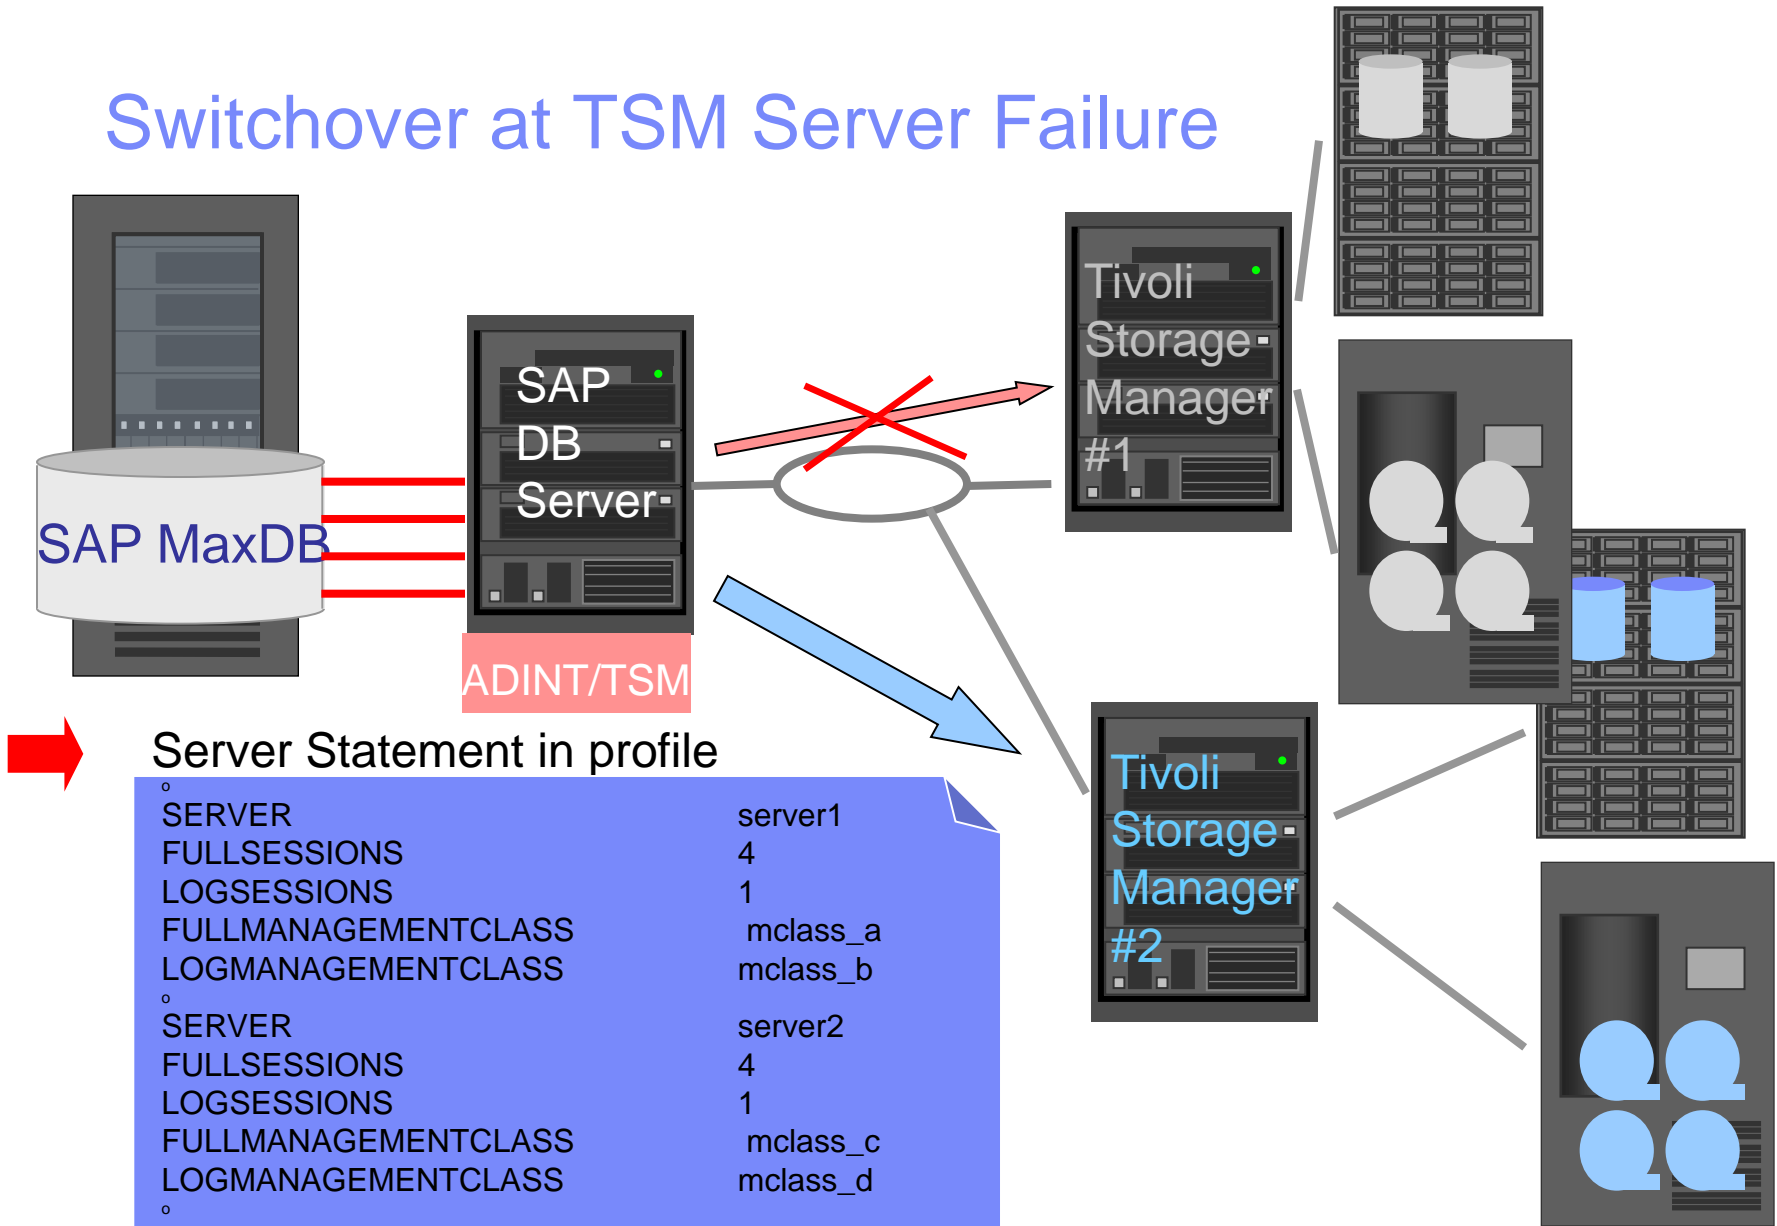 Switchover at TSM Server Failure
SAP MaxDB
SAP
DB
Server
ADINT/TSM
Tivoli
Storage
Manager
#1
Tivoli
Storage
Manager
#2
Server Statement in profile
o
SERVER server1
FULLSESSIONS 4
LOGSESSIONS 1
FULLMANAGEMENTCLASS mclass_a
LOGMANAGEMENTCLASS mclass_b
o
SERVER server2
FULLSESSIONS 4
LOGSESSIONS 1
FULLMANAGEMENTCLASS mclass_c
LOGMANAGEMENTCLASS mclass_d
o